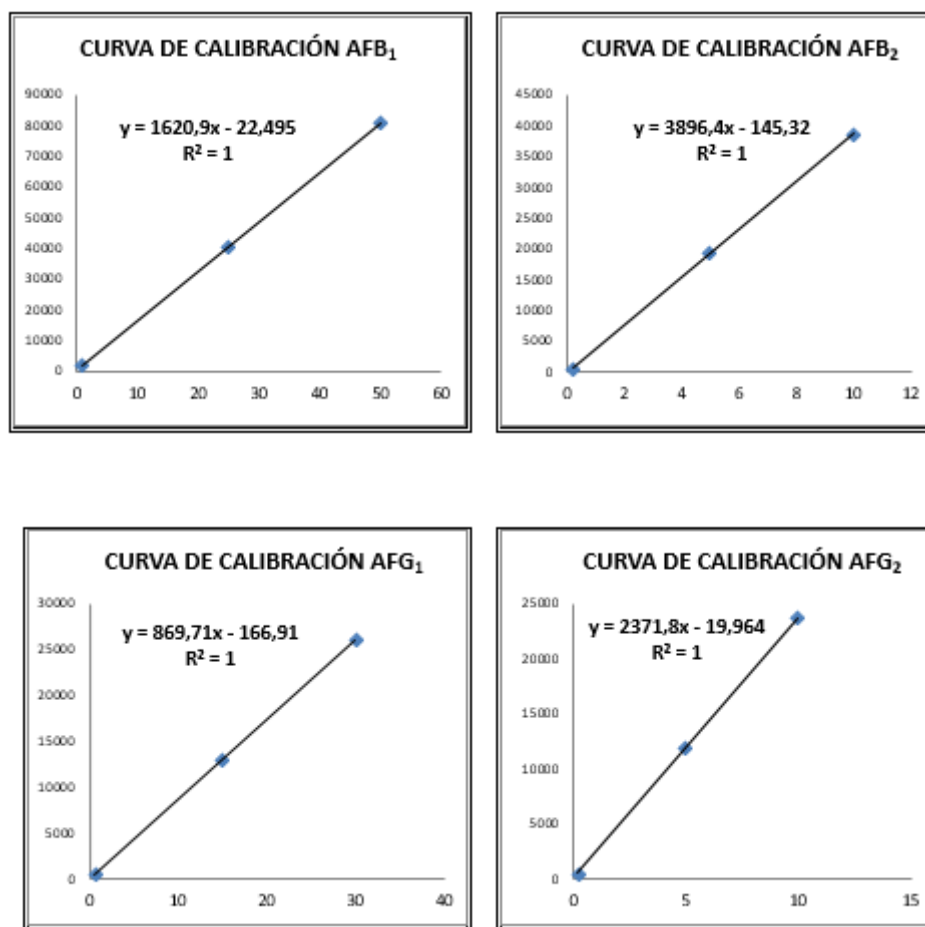 CURVA DE CALIBRACIÓN AFB₁
90000
80000
70000
60000
50000
40000
30000
20000
10000
0
y = 1620,9x - 22,495
R² = 1
0 10 20 30 40 50 60
CURVA DE CALIBRACIÓN AFB₂
45000
40000
35000
30000
25000
20000
15000
10000
5000
0
y = 3896,4x - 145,32
R² = 1
0 2 4 6 8 10 12
CURVA DE CALIBRACIÓN AFG₁
30000
25000
20000
15000
10000
5000
0
y = 869,71x - 166,91
R² = 1
0 10 20 30 40
CURVA DE CALIBRACIÓN AFG₂
25000
20000
15000
10000
5000
0
y = 2371,8x - 19,964
R² = 1
0 5 10 15